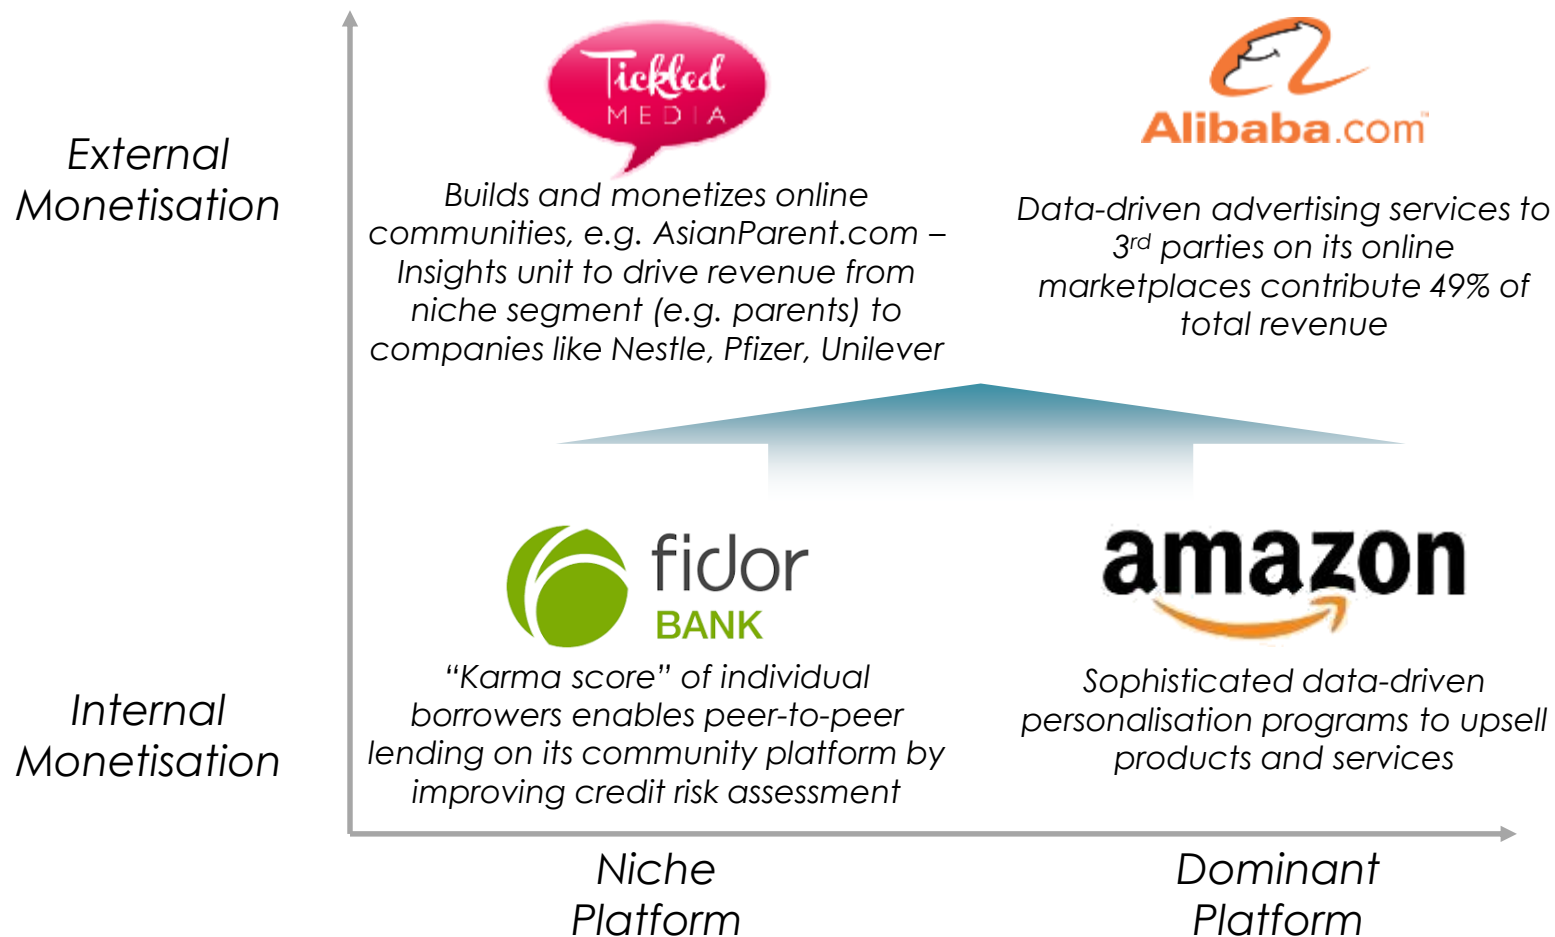 External
Monetisation
Tickled
MEDIA
Builds and monetizes online
communities, e.g. AsianParent.com –
Insights unit to drive revenue from
niche segment (e.g. parents) to
companies like Nestle, Pfizer, Unilever
Alibaba.com™
Data-driven advertising services to
3rd parties on its online
marketplaces contribute 49% of
total revenue
Internal
Monetisation
fidor
BANK
“Karma score” of individual
borrowers enables peer-to-peer
lending on its community platform by
improving credit risk assessment
amazon
Sophisticated data-driven
personalisation programs to upsell
products and services
Niche
Platform
Dominant
Platform